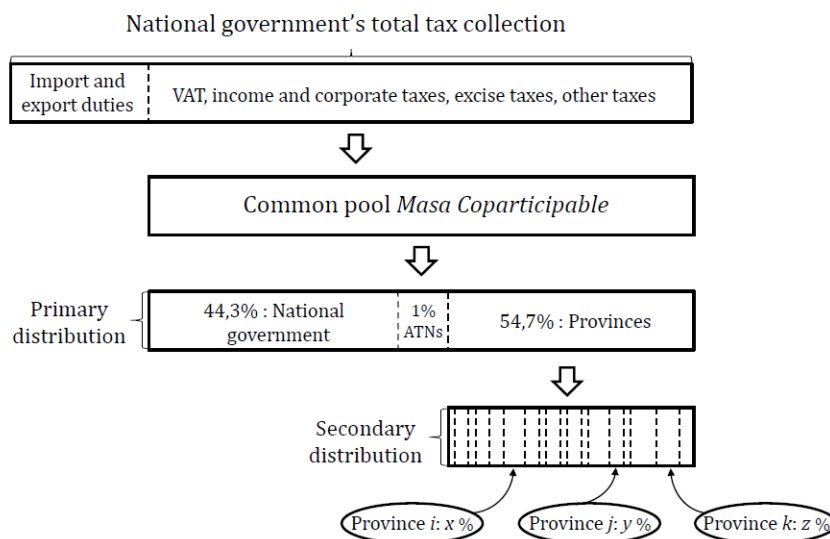 National government's total tax collection
Import and
export duties
VAT, income and corporate taxes, excise taxes, other taxes
Common pool Masa Coparticipable
Primary
distribution
44,3% : National
government
1%
ATNs
54,7% : Provinces
Secondary
distribution
Province i: x %
Province j: y %
Province k: z %